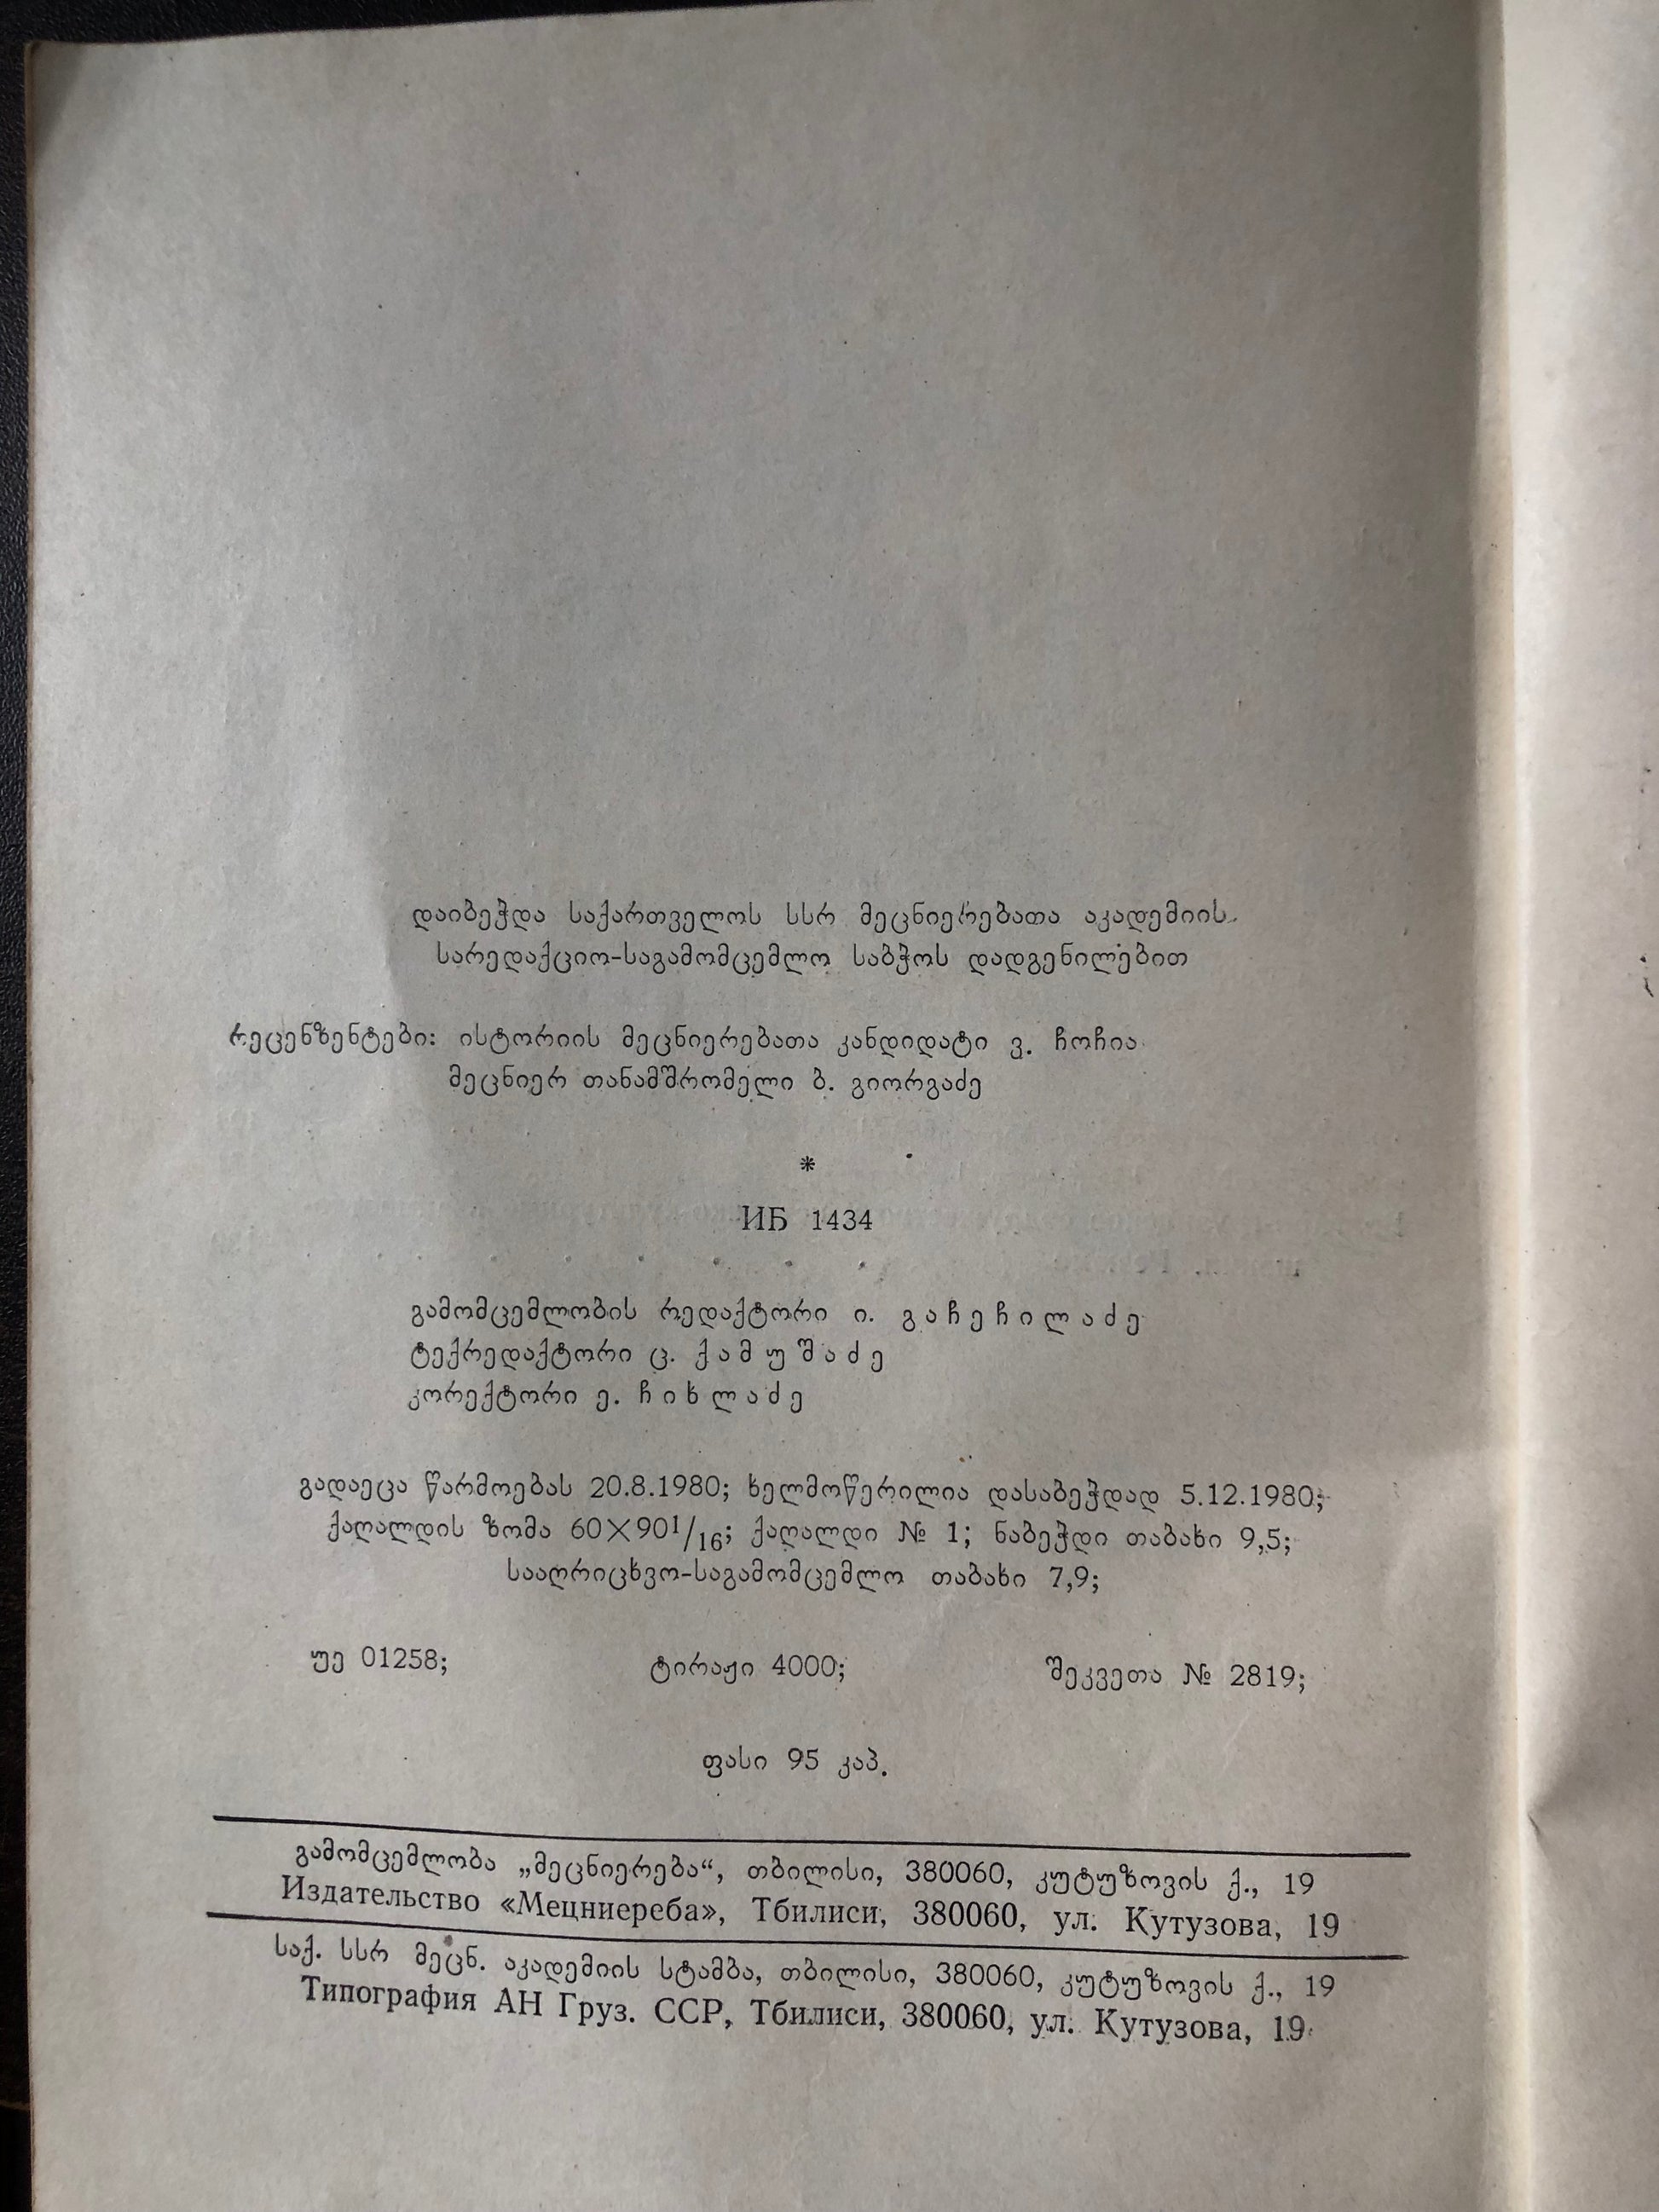 დაიბეჭდა საქართველოს სსრ მეცნიერებათა აკადემიის
სარედაქციო-საგამომცემლო საბჭოს დადგენილებით
რეცენზენტები: ისტორიის მეცნიერებათა კანდიდატი ვ. ჩოჩია
მეცნიერ თანამშრომელი ბ. გიორგაძე
*
ИБ 1434
გამომცემლობის რედაქტორი ი. გაჩეჩილაძე
ტექრედაქტორი ც. ქამუშაძე
კორექტორი ე. ჩიხლაძე
გადაეცა წარმოებას 20.8.1980; ხელმოწერილია დასაბეჭდად 5.12.1980;
ქაღალდის ზომა 60×90 1/16; ქაღალდი № 1; ნაბეჭდი თაბახი 9,5;
სააღრიცხვო-საგამომცემლო თაბახი 7,9;
უე 01258; ტირაჟი 4000; შეკვეთა № 2819;
ფასი 95 კაპ.
გამომცემლობა „მეცნიერება“, თბილისი, 380060, კუტუზოვის ქ., 19
Издательство «Мецниереба», Тбилиси, 380060, ул. Кутузова, 19
საქ. სსრ მეცნ. აკადემიის სტამბა, თბილისი, 380060, კუტუზოვის ქ., 19
Типография АН Груз. ССР, Тбилиси, 380060, ул. Кутузова, 19